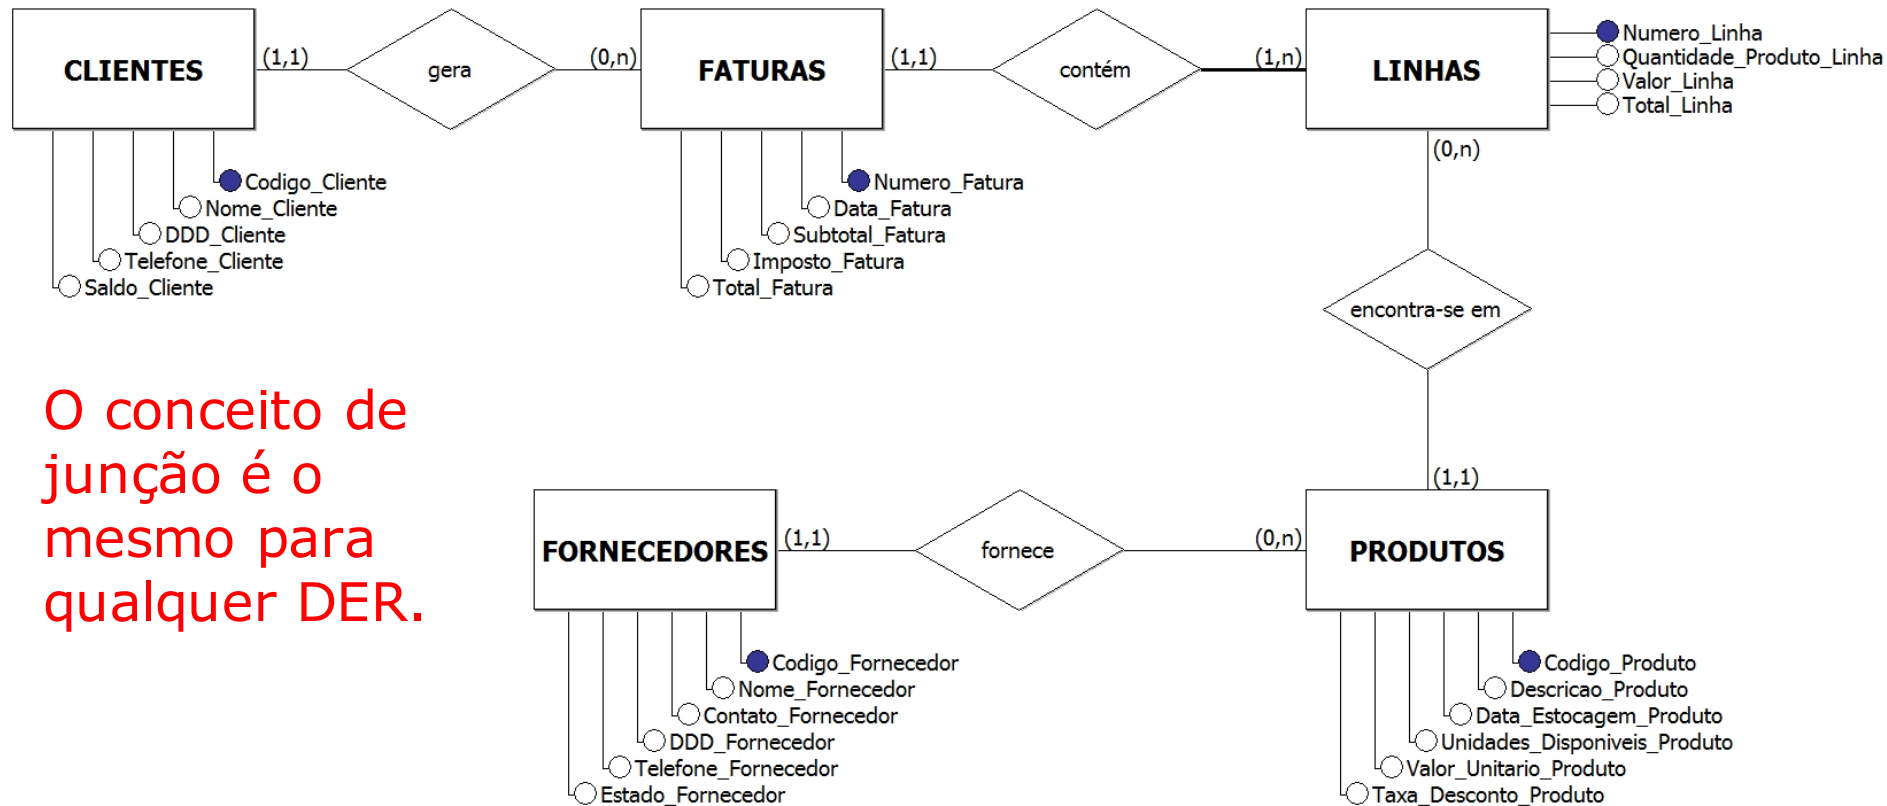 CLIENTES
(1,1)
gera
(0,n)
FATURAS
(1,1)
contém
(1,n)
LINHAS
Numero_Linha
Quantidade_Produto_Linha
Valor_Linha
Total_Linha
Codigo_Cliente
Nome_Cliente
DDD_Cliente
Telefone_Cliente
Saldo_Cliente
Numero_Fatura
Data_Fatura
Subtotal_Fatura
Imposto_Fatura
Total_Fatura
(0,n)
encontra-se em
(1,1)
O conceito de
junção é o
mesmo para
qualquer DER.
FORNECEDORES
(1,1)
fornece
(0,n)
PRODUTOS
Codigo_Fornecedor
Nome_Fornecedor
Contato_Fornecedor
DDD_Fornecedor
Telefone_Fornecedor
Estado_Fornecedor
Codigo_Produto
Descricao_Produto
Data_Estocagem_Produto
Unidades_Disponiveis_Produto
Valor_Unitario_Produto
Taxa_Desconto_Produto